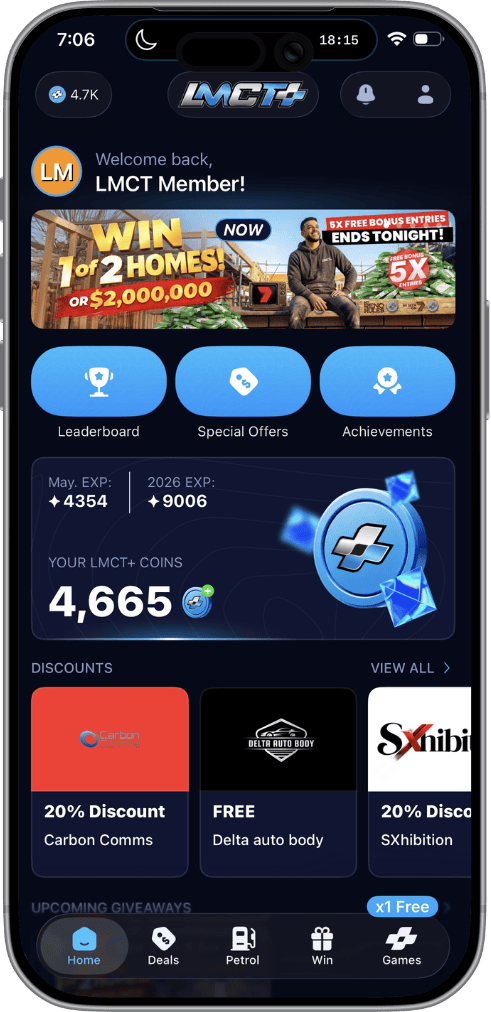 7:06
18:15
4.7K
LMCT+
LM
Welcome back,
LMCT Member!
WIN
1 of 2 HOMES!
OR $2,000,000
NOW
7
5X FREE BONUS ENTRIES
ENDS TONIGHT!
FREE BONUS
5X
ENTRIES
Leaderboard
Special Offers
Achievements
May. EXP:
4354
2026 EXP:
9006
YOUR LMCT+ COINS
4,665
DISCOUNTS
VIEW ALL >
Carbon
Comms
DELTA AUTO BODY
SXhibit
20% Discount
Carbon Comms
FREE
Delta auto body
20% Disco
SXhibition
UPCOMING GIVEAWAYS
x1 Free
Home
Deals
Petrol
Win
Games